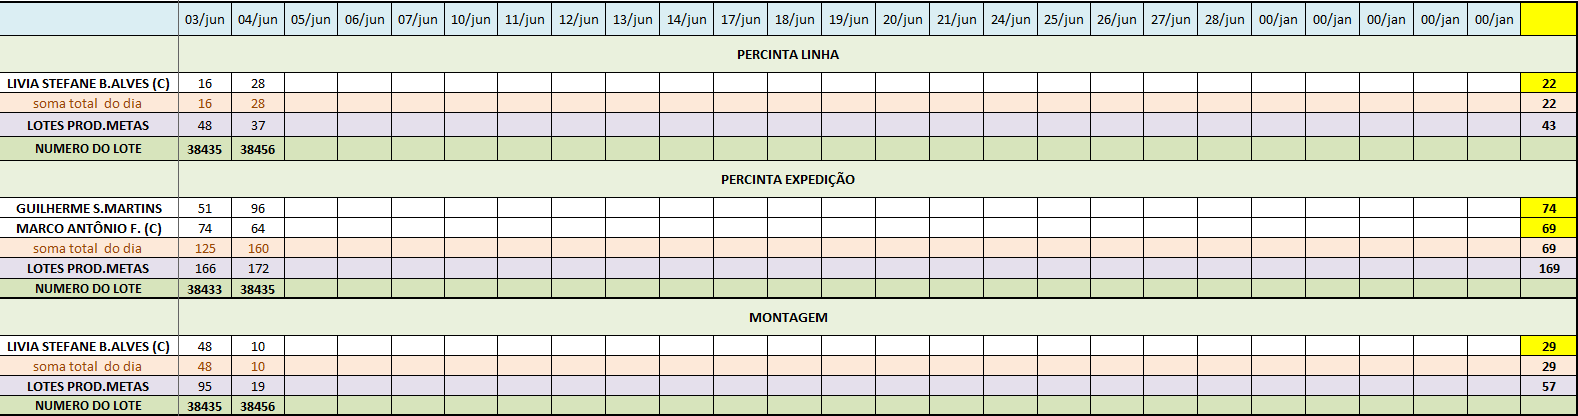 03/jun 04/jun 05/jun 06/jun 07/jun 10/jun 11/jun 12/jun 13/jun 14/jun 17/jun 18/jun 19/jun 20/jun 21/jun 24/jun 25/jun 26/jun 27/jun 28/jun 00/jan 00/jan 00/jan 00/jan 00/jan
PERCINTA LINHA
LIVIA STEFANE B.ALVES (C) 16 28 22
soma total do dia 16 28 22
LOTES PROD.METAS 48 37 43
NUMERO DO LOTE 38435 38456
PERCINTA EXPEDIÇÃO
GUILHERME S.MARTINS 51 96 74
MARCO ANTÔNIO F. (C) 74 64 69
soma total do dia 125 160 69
LOTES PROD.METAS 166 172 169
NUMERO DO LOTE 38433 38435
MONTAGEM
LIVIA STEFANE B.ALVES (C) 48 10 29
soma total do dia 48 10 29
LOTES PROD.METAS 95 19 57
NUMERO DO LOTE 38435 38456